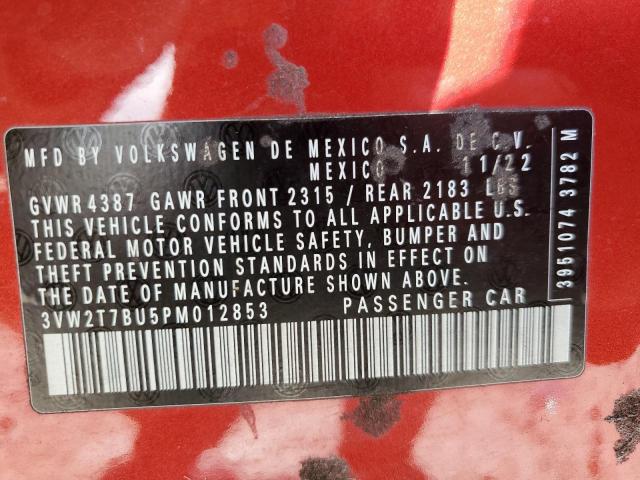 MFD BY VOLKSWAGEN DE MEXICO S.A. DE C.V.
MEXICO 11/22
GVWR 4387 GAWR FRONT 2315 / REAR 2183 LBS
THIS VEHICLE CONFORMS TO ALL APPLICABLE U.S.
FEDERAL MOTOR VEHICLE SAFETY, BUMPER AND
THEFT PREVENTION STANDARDS IN EFFECT ON
THE DATE OF MANUFACTURE SHOWN ABOVE.
3VW2T7BU5PM012853 PASSENGER CAR
3951074 3782 M